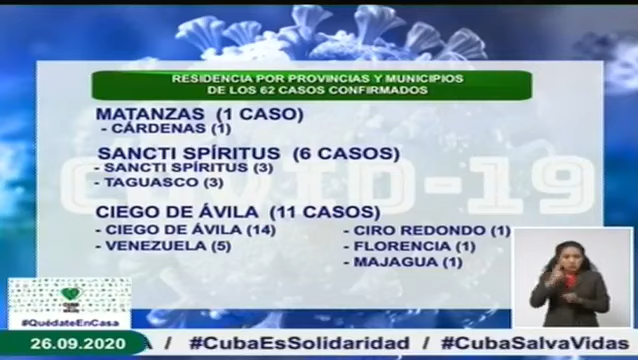 RESIDENCIA POR PROVINCIAS Y MUNICIPIOS
DE LOS 62 CASOS CONFIRMADOS
MATANZAS (1 CASO)
- CÁRDENAS (1)
SANCTI SPÍRITUS (6 CASOS)
- SANCTI SPÍRITUS (3)
- TAGUASCO (3)
CIEGO DE ÁVILA (11 CASOS)
- CIEGO DE ÁVILA (14)
- VENEZUELA (5)
- CIRO REDONDO (1)
- FLORENCIA (1)
- MAJAGUA (1)
COVID-19
#QuédateEnCasa
26.09.2020
A / #CubaEsSolidaridad / #CubaSalvaVidas